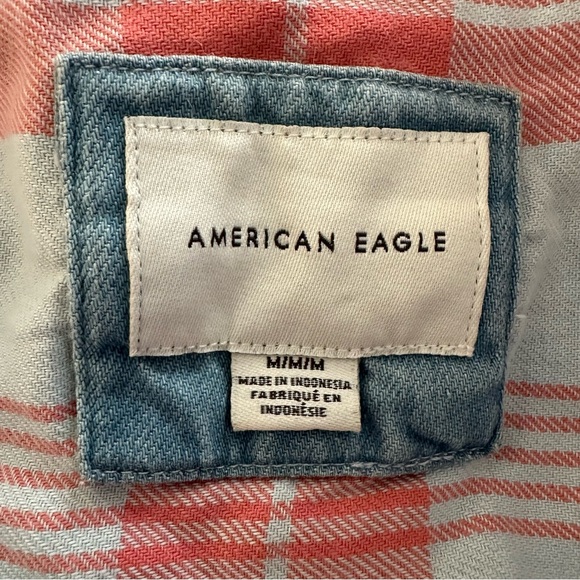 AMERICAN EAGLE
M/M/M
MADE IN INDONESIA
FABRIQUÉ EN
INDONÉSIE